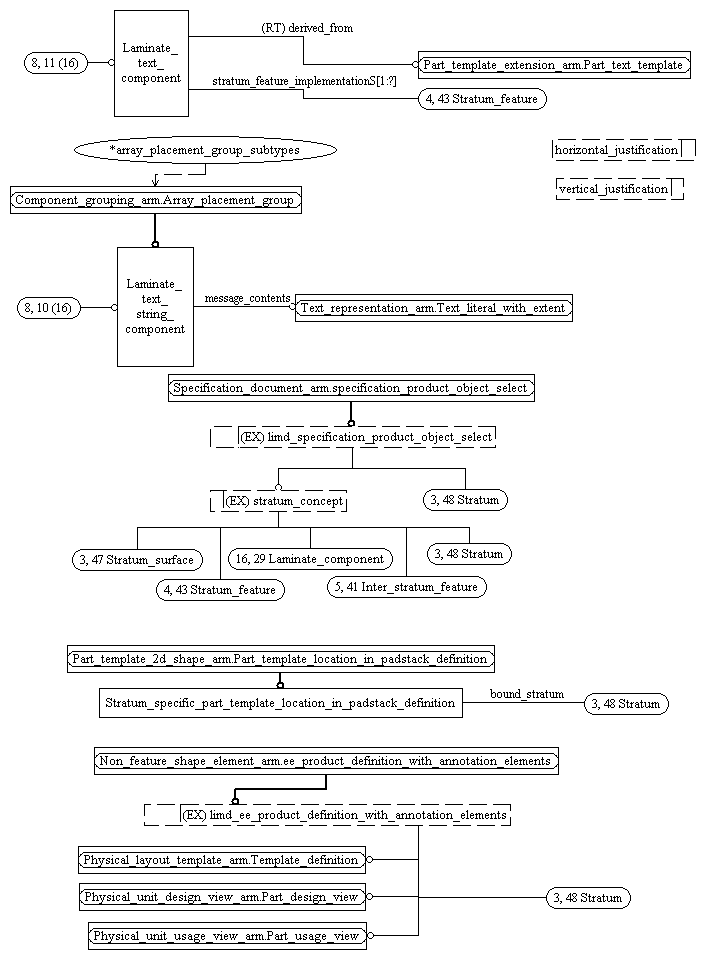 (RT) derived_from
8, 11 (16)
Laminate_
text_
component
Part_template_extension_arm.Part_text_template
stratum_feature_implementationS[1:?]
4, 43 Stratum_feature
*array_placement_group_subtypes
horizontal_justification
vertical_justification
Component_grouping_arm.Array_placement_group
8, 10 (16)
Laminate_
text_
string_
component
message_contents
Text_representation_arm.Text_literal_with_extent
Specification_document_arm.specification_product_object_select
(EX) limd_specification_product_object_select
(EX) stratum_concept
3, 48 Stratum
3, 47 Stratum_surface
16, 29 Laminate_component
3, 48 Stratum
4, 43 Stratum_feature
5, 41 Inter_stratum_feature
Part_template_2d_shape_arm.Part_template_location_in_padstack_definition
Stratum_specific_part_template_location_in_padstack_definition
bound_stratum
3, 48 Stratum
Non_feature_shape_element_arm.ee_product_definition_with_annotation_elements
(EX) limd_ee_product_definition_with_annotation_elements
Physical_layout_template_arm.Template_definition
Physical_unit_design_view_arm.Part_design_view
3, 48 Stratum
Physical_unit_usage_view_arm.Part_usage_view